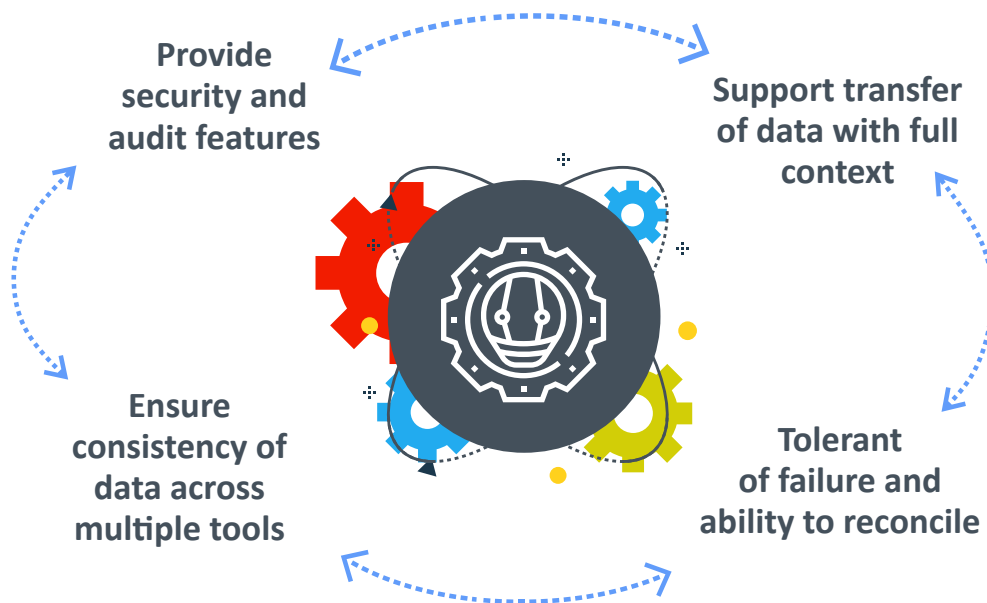 Provide
security and
audit features
Support transfer
of data with full
context
Ensure
consistency of
data across
multiple tools
Tolerant
of failure and
ability to reconcile